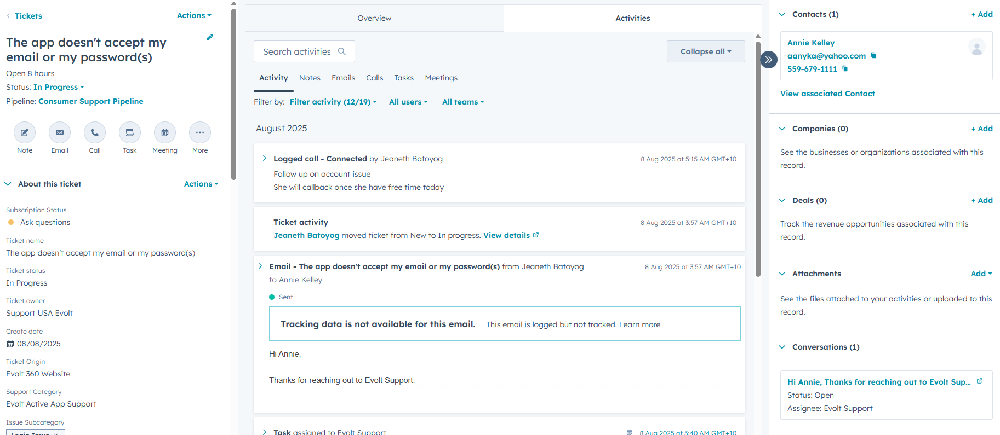 Tickets
Actions
The app doesn't accept my
email or my password(s)
Open 8 hours
Status: In Progress
Pipeline: Consumer Support Pipeline
Note
Email
Call
Task
Meeting
More
About this ticket
Actions
Subscription Status
Ask questions
Ticket name
The app doesn't accept my email or my password(s)
Ticket status
In Progress
Ticket owner
Support USA Evolt
Create date
08/08/2025
Ticket Origin
Evolt 360 Website
Support Category
Evolt Active App Support
Issue Subcategory
Login Issue
Overview
Activities
Search activities
Collapse all
Activity
Notes
Emails
Calls
Tasks
Meetings
Filter by: Filter activity (12/19) All users All teams
August 2025
Logged call - Connected by Jeaneth Batoyog
8 Aug 2025 at 5:15 AM GMT+10
Follow up on account issue
She will callback once she have free time today
Ticket activity
8 Aug 2025 at 3:57 AM GMT+10
Jeaneth Batoyog moved ticket from New to In progress. View details
Email - The app doesn't accept my email or my password(s) from Jeaneth Batoyog
8 Aug 2025 at 3:57 AM GMT+10
to Annie Kelley
Sent
Tracking data is not available for this email. This email is logged but not tracked. Learn more
Hi Annie,
Thanks for reaching out to Evolt Support.
Task assigned to Evolt Support
8 Aug 2025 at 3:40 AM GMT+10
Contacts (1)
+ Add
Annie Kelley
aanyka@yahoo.com
559-679-1111
View associated Contact
Companies (0)
+ Add
See the businesses or organizations associated with this
record.
Deals (0)
+ Add
Track the revenue opportunities associated with this
record.
Attachments
Add
See the files attached to your activities or uploaded to this
record.
Conversations (1)
Hi Annie, Thanks for reaching out to Evolt Sup...
Status: Open
Assignee: Evolt Support